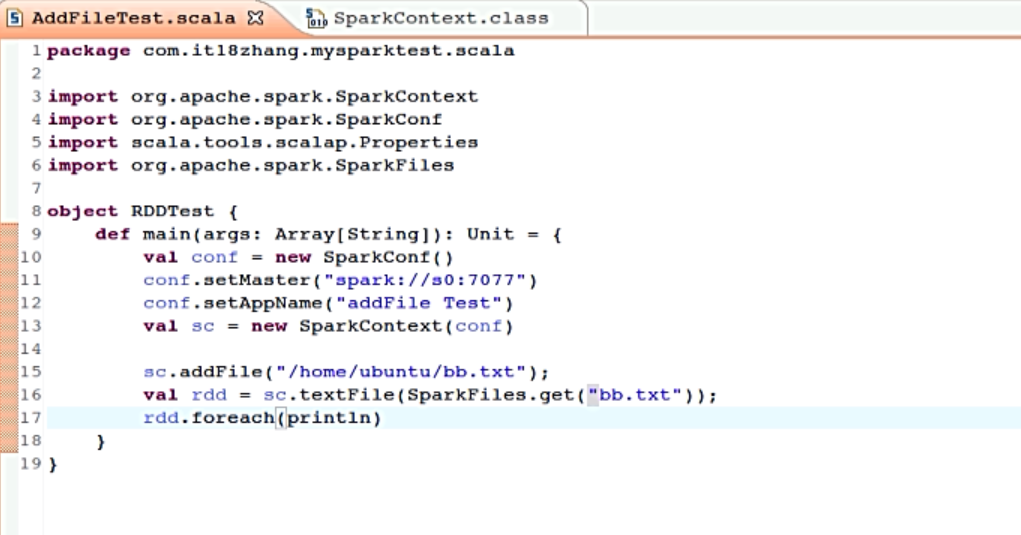 AddFileTest.scala SparkContext.class
1 package com.it18zhang.mysparktest.scala
2
3 import org.apache.spark.SparkContext
4 import org.apache.spark.SparkConf
5 import scala.tools.scalap.Properties
6 import org.apache.spark.SparkFiles
7
8 object RDDTest {
9     def main(args: Array[String]): Unit = {
10         val conf = new SparkConf()
11         conf.setMaster("spark://s0:7077")
12         conf.setAppName("addFile Test")
13         val sc = new SparkContext(conf)
14
15         sc.addFile("/home/ubuntu/bb.txt");
16         val rdd = sc.textFile(SparkFiles.get("bb.txt"));
17         rdd.foreach(println)
18     }
19 }